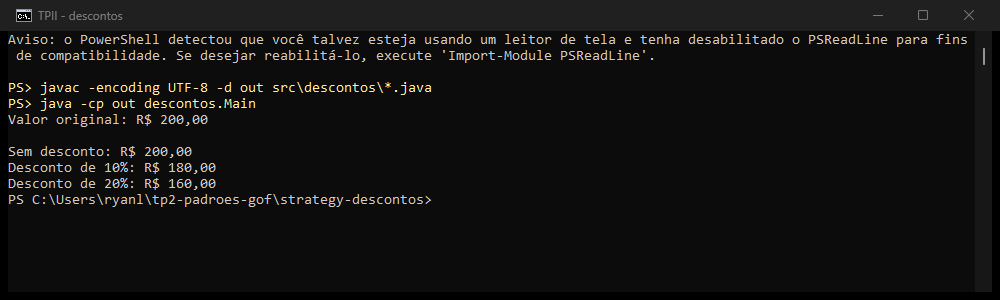 TPII - descontos
Aviso: o PowerShell detectou que você talvez esteja usando um leitor de tela e tenha desabilitado o PSReadLine para fins
de compatibilidade. Se desejar reabilitá-lo, execute 'Import-Module PSReadLine'.
PS> javac -encoding UTF-8 -d out src\descontos\*.java
PS> java -cp out descontos.Main
Valor original: R$ 200,00
Sem desconto: R$ 200,00
Desconto de 10%: R$ 180,00
Desconto de 20%: R$ 160,00
PS C:\Users\ryanl\tp2-padroes-gof\strategy-descontos>